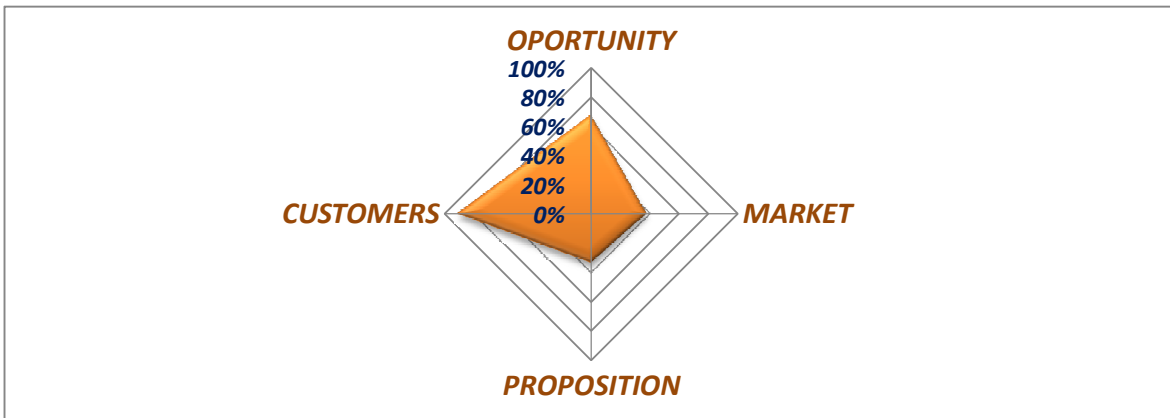 OPORTUNITY
100%
80%
60%
40%
20%
0%
CUSTOMERS
MARKET
PROPOSITION